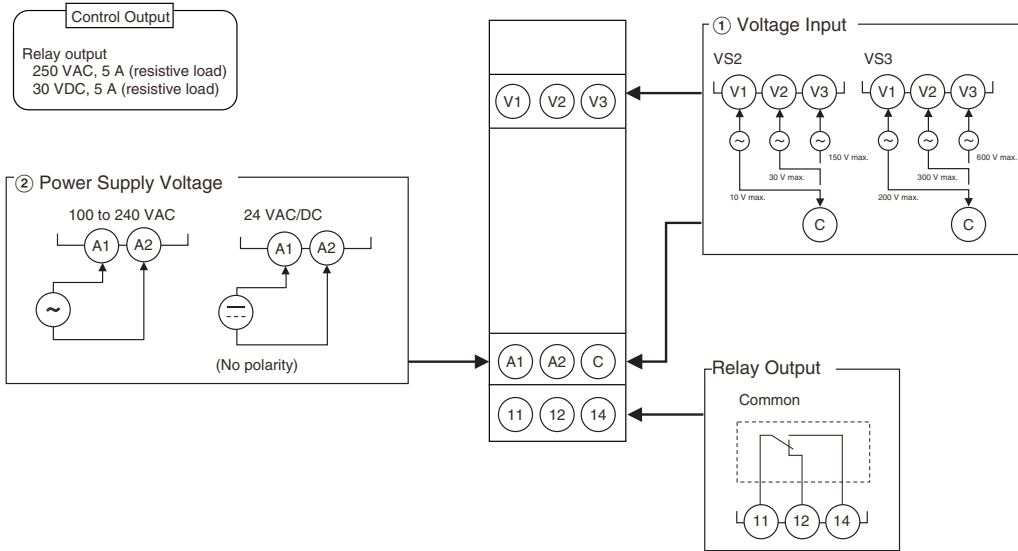 Control Output
Relay output
250 VAC, 5 A (resistive load)
30 VDC, 5 A (resistive load)
② Power Supply Voltage
100 to 240 VAC
24 VAC/DC
A1 A2
A1 A2
~
(No polarity)
V1 V2 V3
A1 A2 C
11 12 14
① Voltage Input
VS2
VS3
V1 V2 V3
V1 V2 V3
~ ~ ~
~ ~ ~
150 V max.
600 V max.
30 V max.
300 V max.
10 V max.
200 V max.
C
C
Relay Output
Common
11 12 14